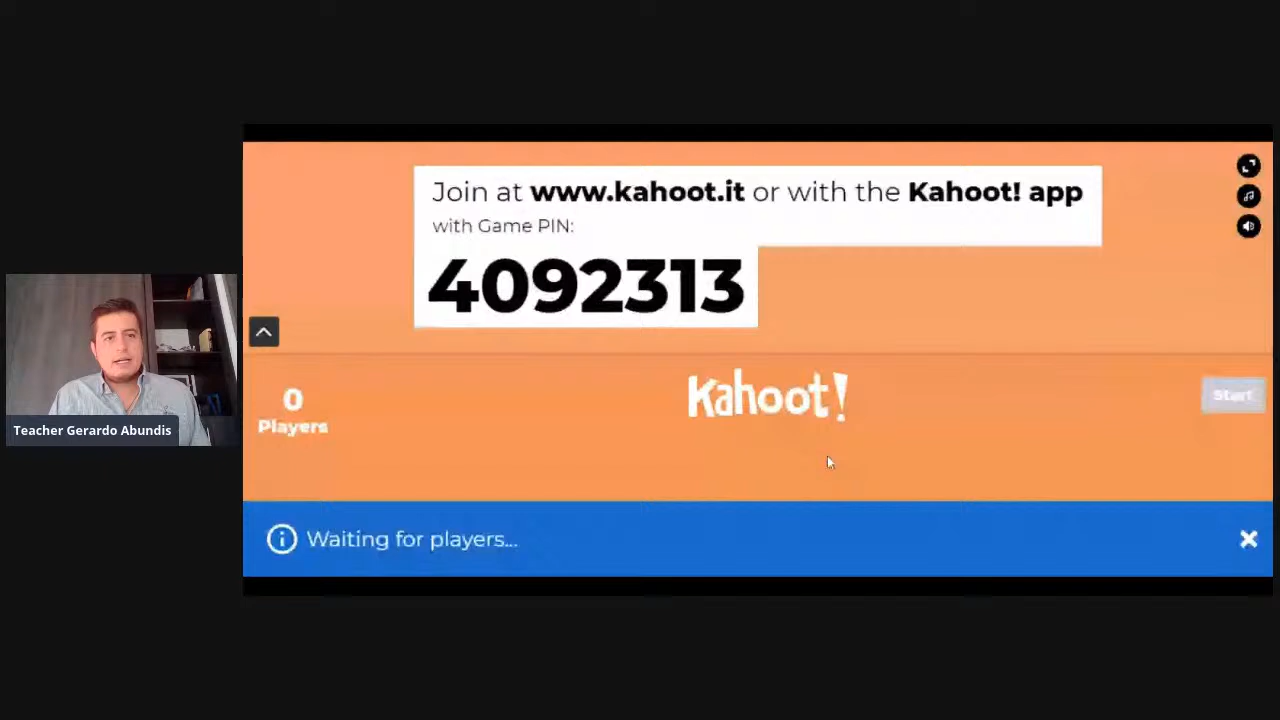 Join at www.kahoot.it or with the Kahoot! app
with Game PIN:
4092313
0
Players
Kahoot!
Start
Teacher Gerardo Abundis
Waiting for players...